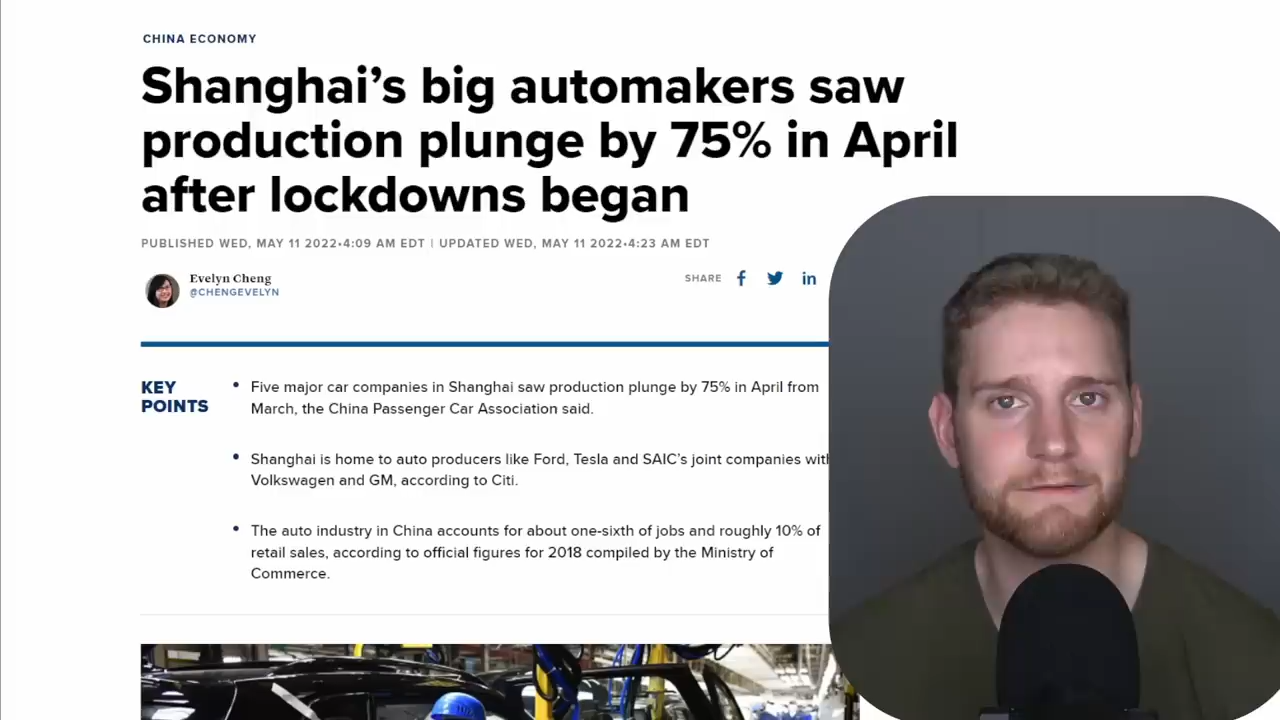 CHINA ECONOMY
Shanghai’s big automakers saw
production plunge by 75% in April
after lockdowns began
PUBLISHED WED, MAY 11 2022•4:09 AM EDT | UPDATED WED, MAY 11 2022•4:23 AM EDT
Evelyn Cheng
@CHENGEVELYN
SHARE
KEY
POINTS
• Five major car companies in Shanghai saw production plunge by 75% in April from
March, the China Passenger Car Association said.
• Shanghai is home to auto producers like Ford, Tesla and SAIC’s joint companies with
Volkswagen and GM, according to Citi.
• The auto industry in China accounts for about one-sixth of jobs and roughly 10% of
retail sales, according to official figures for 2018 compiled by the Ministry of
Commerce.